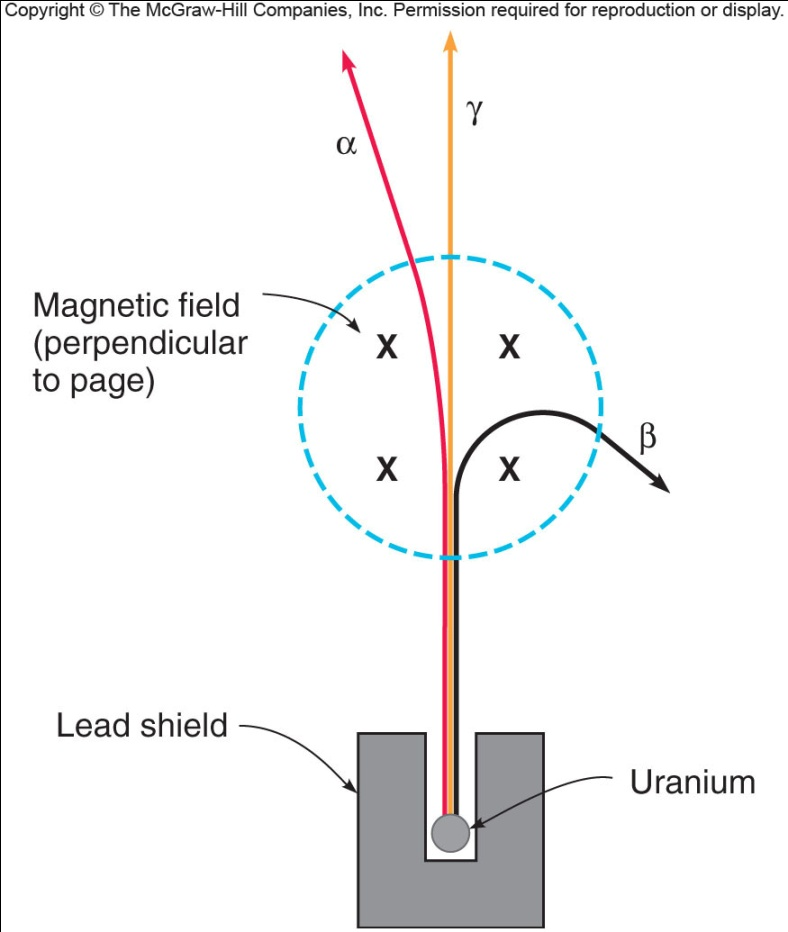 Copyright © The McGraw-Hill Companies, Inc. Permission required for reproduction or display.
α
γ
Magnetic field
(perpendicular
to page)
X X
X X
β
Lead shield
Uranium